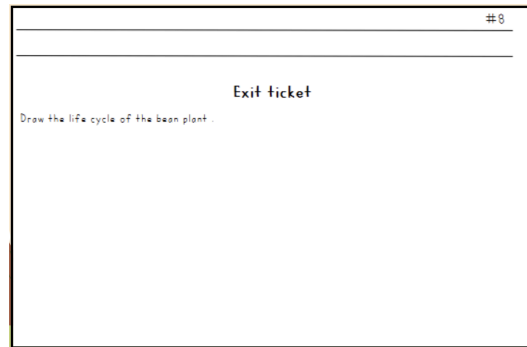 #8
Exit ticket
Draw the life cycle of the bean plant .